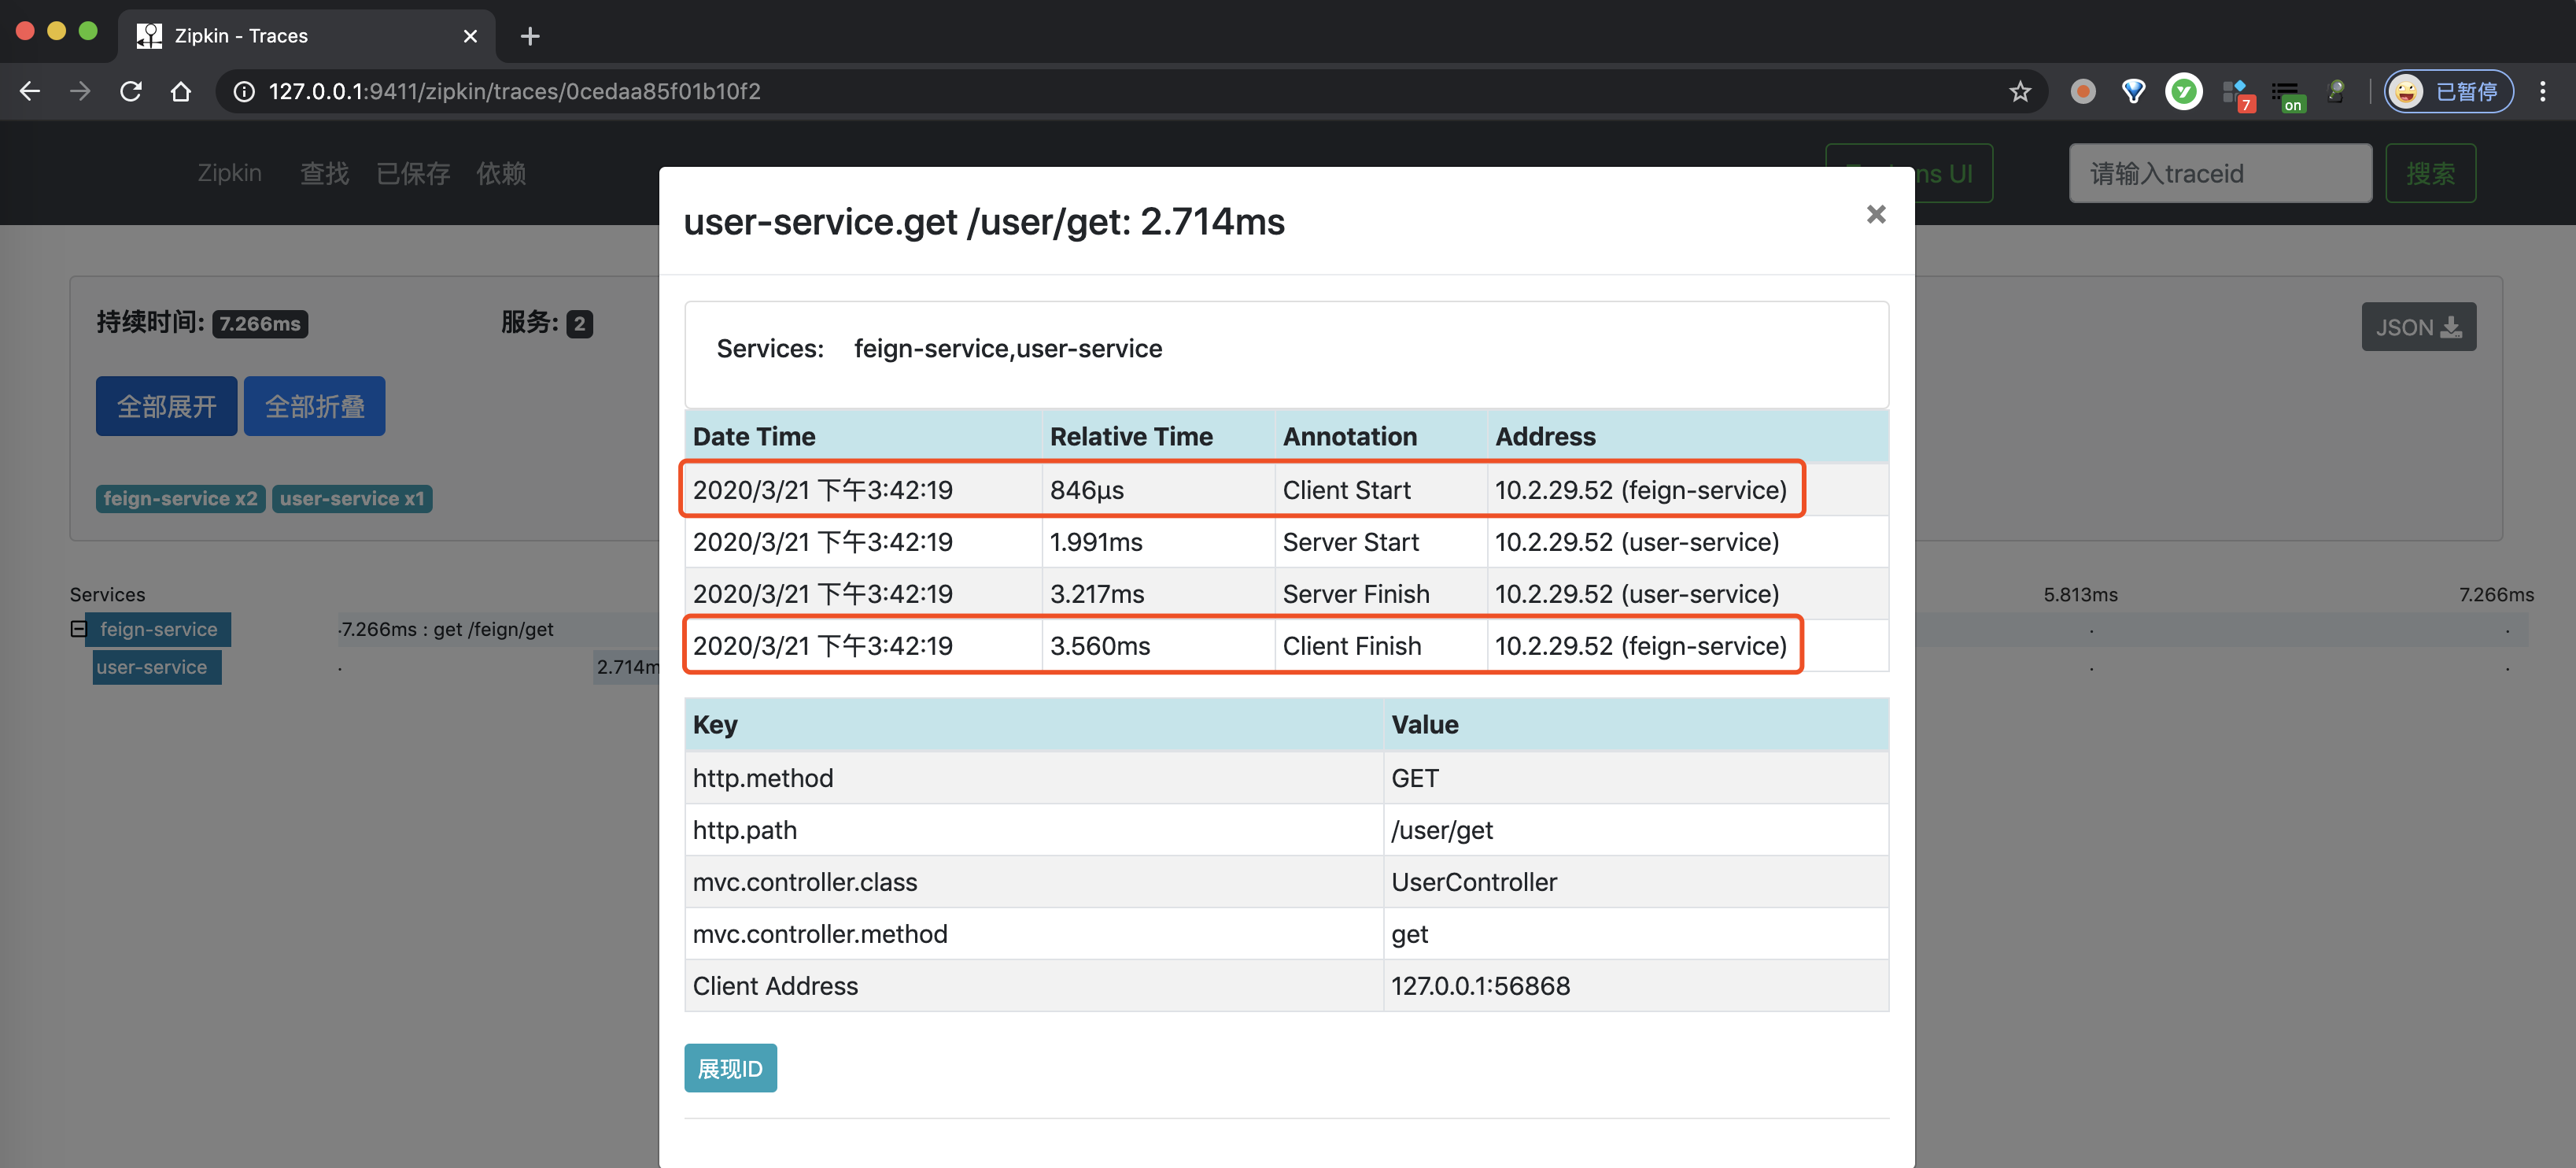 Zipkin - Traces
127.0.0.1:9411/zipkin/traces/0cedaa85f01b10f2
7
on
已暂停
Zipkin 查找 已保存 依赖
ns UI
请输入traceid
搜索
user-service.get /user/get: 2.714ms
持续时间: 7.266ms 服务: 2
JSON
全部展开 全部折叠
feign-service x2 user-service x1
Services: feign-service,user-service
Date Time Relative Time Annotation Address
2020/3/21 下午3:42:19 846μs Client Start 10.2.29.52 (feign-service)
2020/3/21 下午3:42:19 1.991ms Server Start 10.2.29.52 (user-service)
2020/3/21 下午3:42:19 3.217ms Server Finish 10.2.29.52 (user-service)
2020/3/21 下午3:42:19 3.560ms Client Finish 10.2.29.52 (feign-service)
Services 5.813ms 7.266ms
feign-service ·7.266ms : get /feign/get · ·
user-service · 2.714m · ·
Key Value
http.method GET
http.path /user/get
mvc.controller.class UserController
mvc.controller.method get
Client Address 127.0.0.1:56868
展现ID